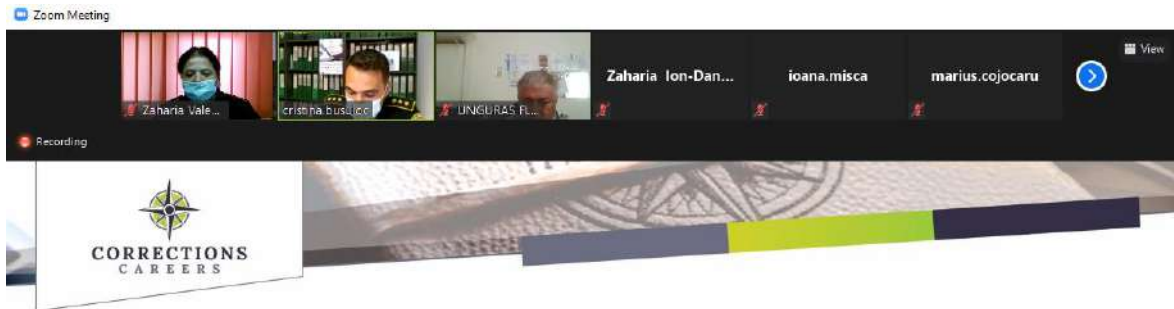 Zoom Meeting
View
Zaharia Vale...
cristina.busuioc
UNGURAS FL...
Zaharia Ion-Dan...
ioana.misca
marius.cojocaru
Recording
CORRECTIONS
CAREERS